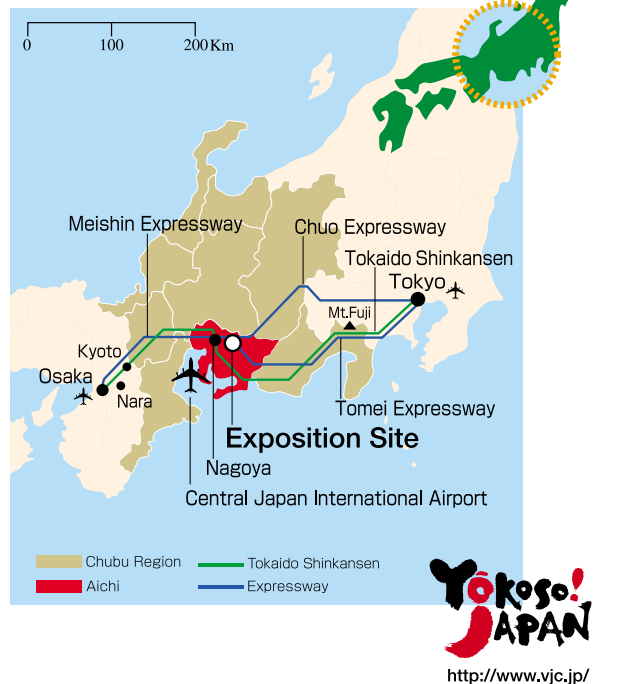 0 100 200Km
Meishin Expressway
Chuo Expressway
Tokaido Shinkansen
Tokyo
Mt.Fuji
Kyoto
Osaka
Nara
Tomei Expressway
Exposition Site
Nagoya
Central Japan International Airport
Chubu Region
Tokaido Shinkansen
Aichi
Expressway
YŌKOSO!
JAPAN
http://www.vjc.jp/